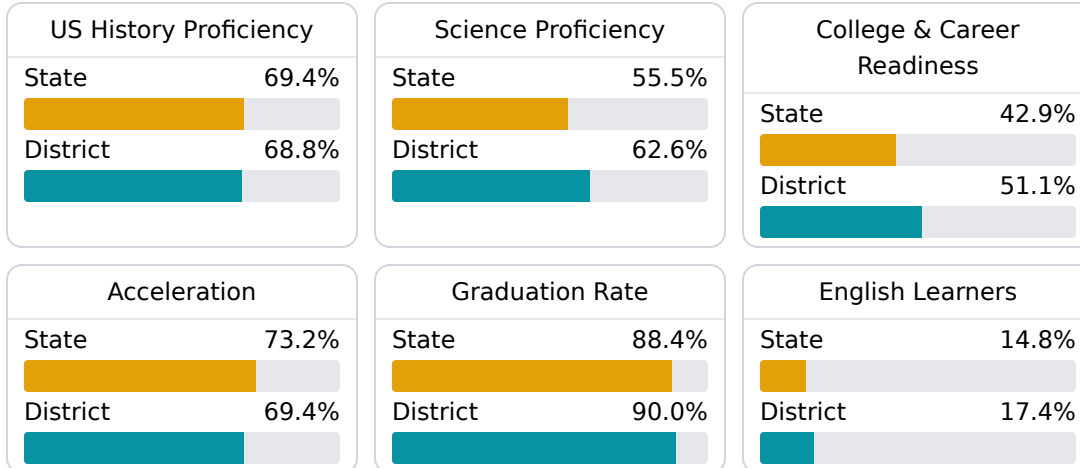 US History Proficiency
State 69.4%
District 68.8%
Science Proficiency
State 55.5%
District 62.6%
College & Career
Readiness
State 42.9%
District 51.1%
Acceleration
State 73.2%
District 69.4%
Graduation Rate
State 88.4%
District 90.0%
English Learners
State 14.8%
District 17.4%